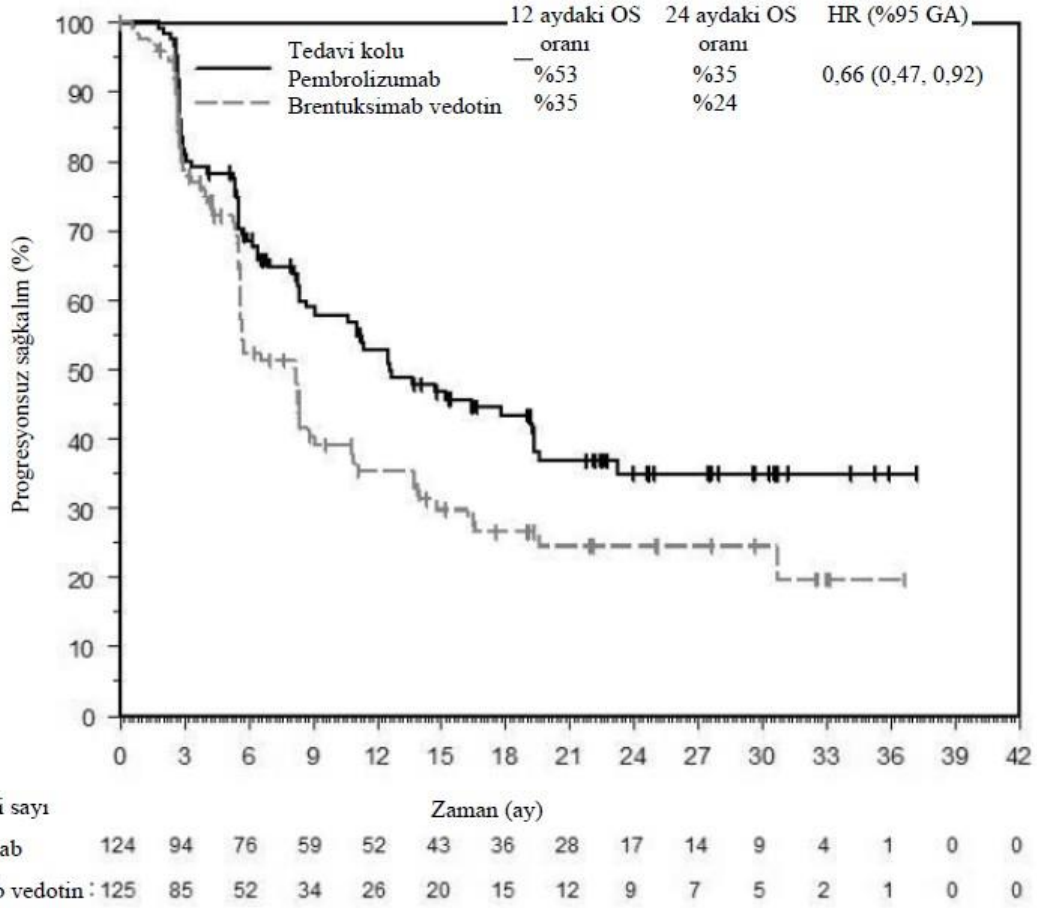 12 aydaki OS 24 aydaki OS HR (%95 GA)
Tedavi kolu oranı oranı
Pembrolizumab %53 %35 0,66 (0,47, 0,92)
Brentuksimab vedotin %35 %24
Progresyonsuz sağkalım (%)
100
90
80
70
60
50
40
30
20
10
0
0 3 6 9 12 15 18 21 24 27 30 33 36 39 42
Zaman (ay)
i sayı
ab 124 94 76 59 52 43 36 28 17 14 9 4 1 0 0
b vedotin : 125 85 52 34 26 20 15 12 9 7 5 2 1 0 0